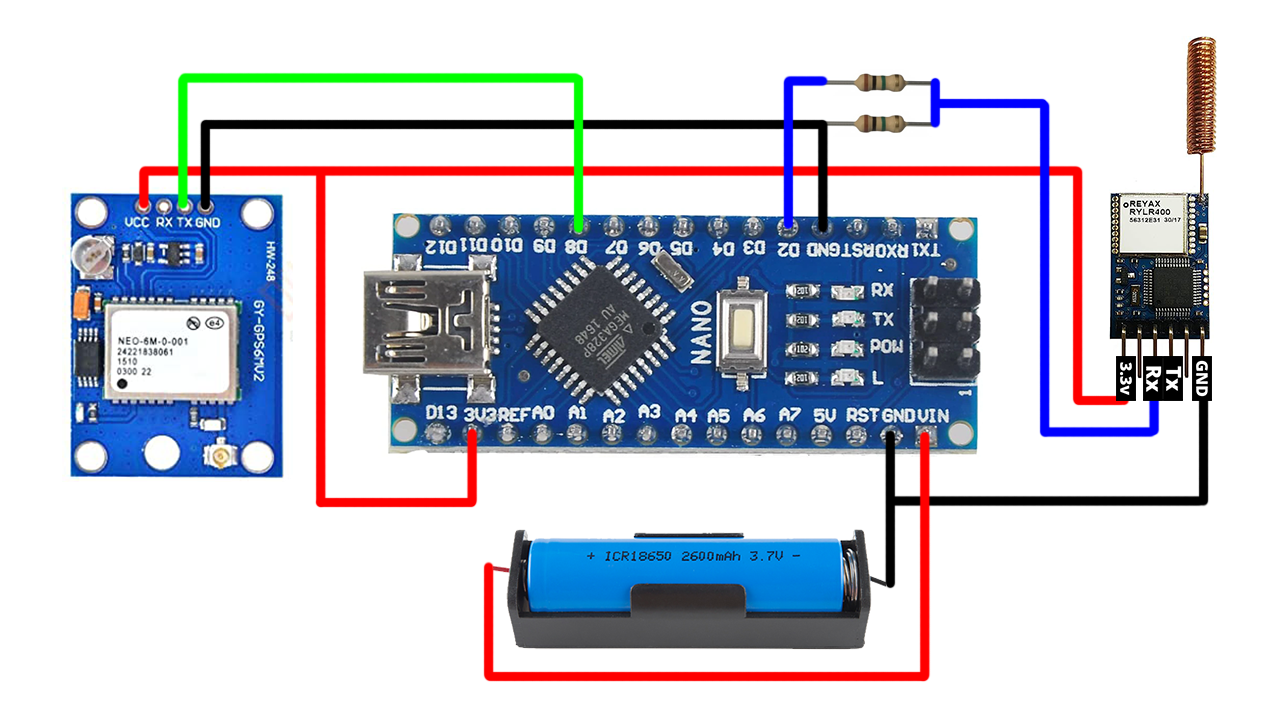 VCC RX TX GND
HW-248
GY-GPS6MV2
NEO-6M-0-001
24221838061
1510
0300 22
e4
D12 D11 D10 D9 D8 D7 D6 D5 D4 D3 D2 GND RST RX0 TX1
MEGA328P
AU 1648
NANO
RX
TX
POW
L
1
D13 3V3 REF A0 A1 A2 A3 A4 A5 A6 A7 5V RST GND VIN
REYAX
RYLR400
56312E31 30/17
3.3v
RX
TX
GND
+ ICR18650 2600mAh 3.7V -